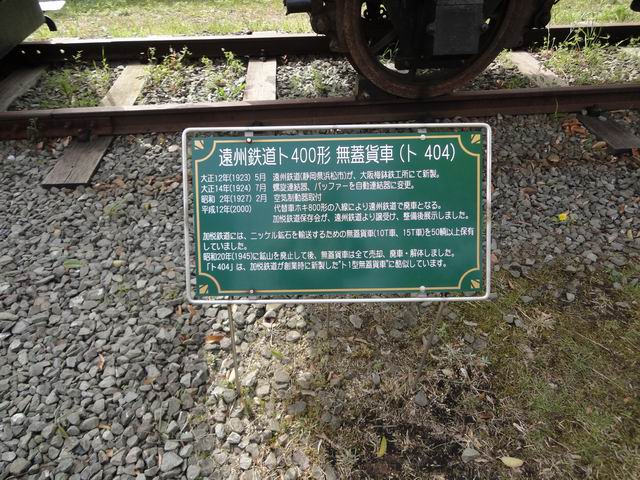 遠州鉄道ト400形 無蓋貨車(ト 404)
大正12年(1923) 5月 遠州鉄道(静岡県浜松市)が、大阪梅鉢鉄工所にて新製。
大正14年(1924) 7月 螺旋連結器、バッファーを自動連結器に変更。
昭和 2年(1927) 2月 空気制動器取付
平成12年(2000) 代替車ホキ800形の入線により遠州鉄道で廃車となる。
加悦鉄道保存会が、遠州鉄道より譲受け、整備後展示しました。
加悦鉄道には、ニッケル鉱石を輸送するための無蓋貨車(10T車、15T車)を50輌以上保有
していました。
昭和20年(1945)に鉱山を廃止して後、無蓋貨車は全て売却、廃車・解体しました。
「ト404」は、加悦鉄道が創業時に新製した"ト1型無蓋貨車"に酷似しています。